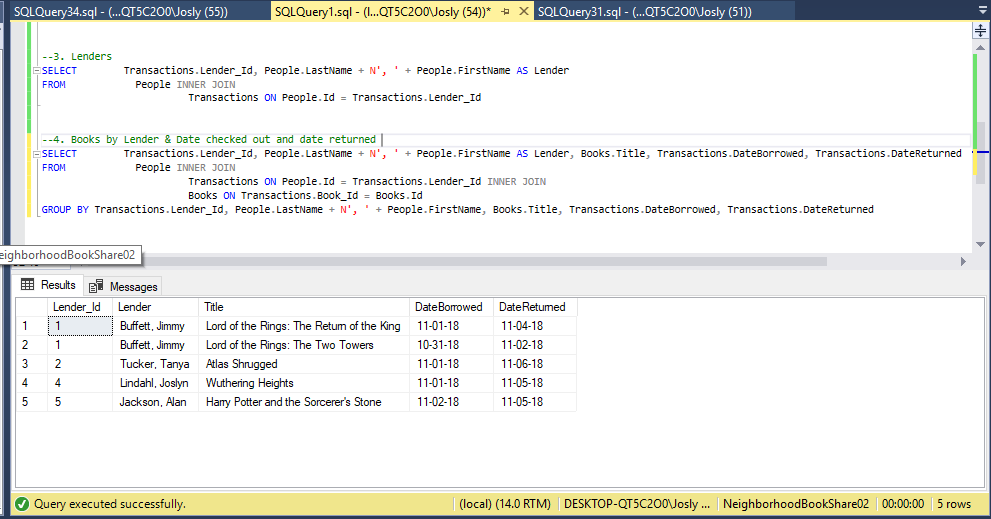 SQLQuery34.sql - (...QT5C2O0\Josly (55)) SQLQuery1.sql - (l...QT5C2O0\Josly (54))* SQLQuery31.sql - (...QT5C2O0\Josly (51))
--3. Lenders
SELECT Transactions.Lender_Id, People.LastName + N', ' + People.FirstName AS Lender
FROM People INNER JOIN
Transactions ON People.Id = Transactions.Lender_Id
--4. Books by Lender & Date checked out and date returned
SELECT Transactions.Lender_Id, People.LastName + N', ' + People.FirstName AS Lender, Books.Title, Transactions.DateBorrowed, Transactions.DateReturned
FROM People INNER JOIN
Transactions ON People.Id = Transactions.Lender_Id INNER JOIN
Books ON Transactions.Book_Id = Books.Id
GROUP BY Transactions.Lender_Id, People.LastName + N', ' + People.FirstName, Books.Title, Transactions.DateBorrowed, Transactions.DateReturned
eighborhoodBookShare02
Results Messages
Lender_Id Lender Title DateBorrowed DateReturned
1 1 Buffett, Jimmy Lord of the Rings: The Return of the King 11-01-18 11-04-18
2 1 Buffett, Jimmy Lord of the Rings: The Two Towers 10-31-18 11-02-18
3 2 Tucker, Tanya Atlas Shrugged 11-01-18 11-06-18
4 4 Lindahl, Joslyn Wuthering Heights 11-01-18 11-05-18
5 5 Jackson, Alan Harry Potter and the Sorcerer's Stone 11-02-18 11-05-18
Query executed successfully. (local) (14.0 RTM) DESKTOP-QT5C2O0\Josly ... NeighborhoodBookShare02 00:00:00 5 rows